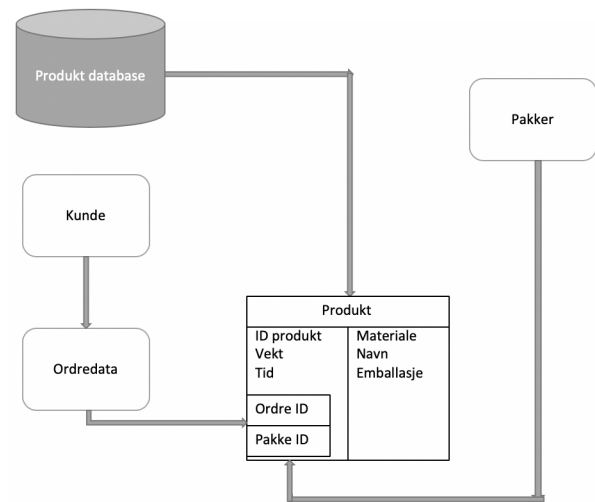 Produkt database
Pakker
Kunde
Ordredata
Produkt
ID produkt
Vekt
Tid
Materiale
Navn
Emballasje
Ordre ID
Pakke ID